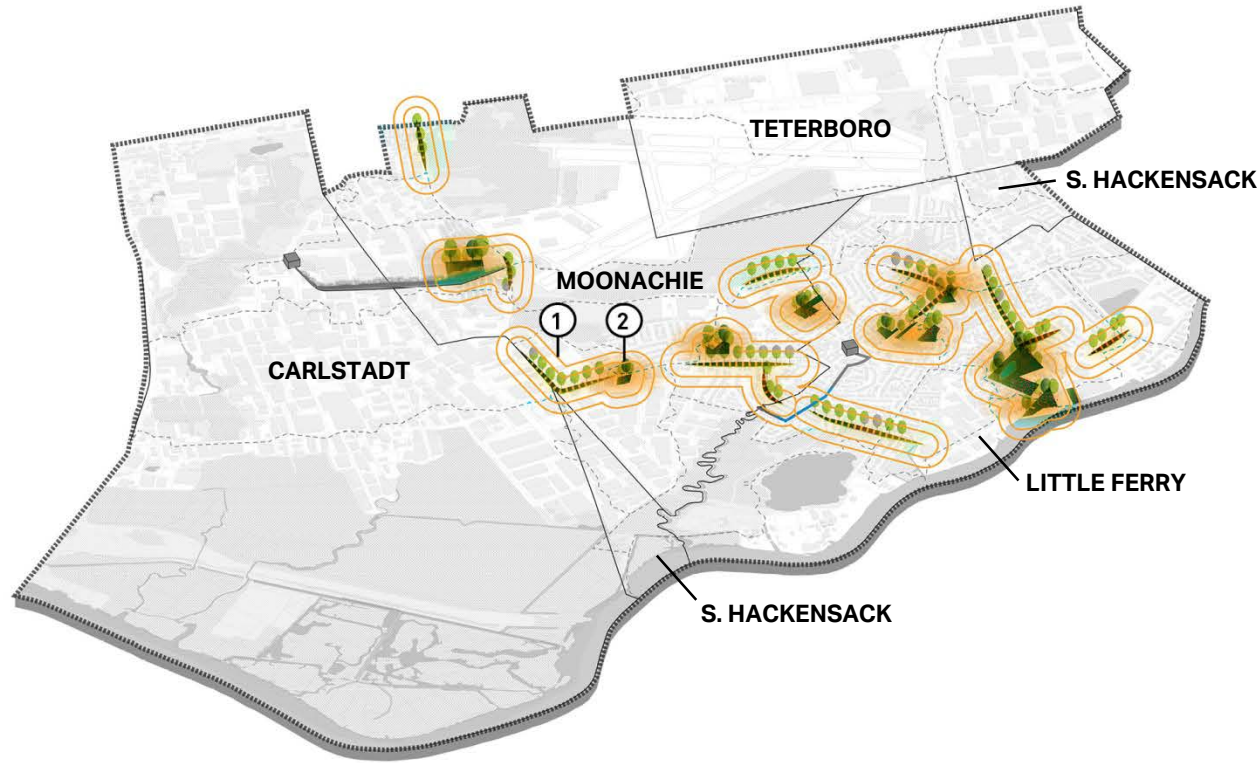 TETERBORO
S. HACKENSACK
MOONACHIE
1
2
CARLSTADT
LITTLE FERRY
S. HACKENSACK